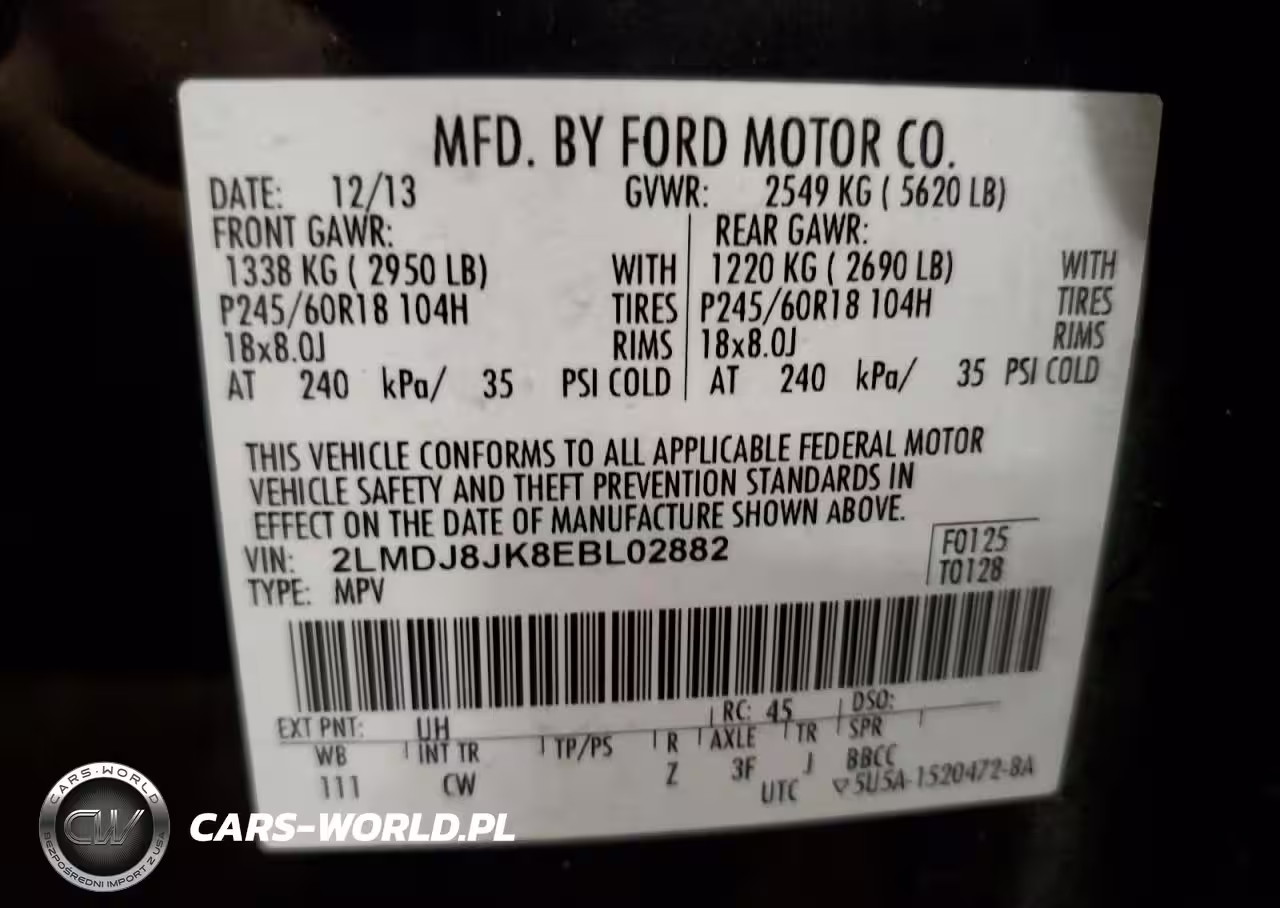 MFD. BY FORD MOTOR CO.
DATE: 12/13 GVWR: 2549 KG ( 5620 LB)
FRONT GAWR: REAR GAWR:
1338 KG ( 2950 LB) WITH 1220 KG ( 2690 LB) WITH
P245/60R18 104H TIRES P245/60R18 104H TIRES
18x8.0J RIMS 18x8.0J RIMS
AT 240 kPa/ 35 PSI COLD AT 240 kPa/ 35 PSI COLD
THIS VEHICLE CONFORMS TO ALL APPLICABLE FEDERAL MOTOR
VEHICLE SAFETY AND THEFT PREVENTION STANDARDS IN
EFFECT ON THE DATE OF MANUFACTURE SHOWN ABOVE.
VIN: 2LMDJ8JK8EBL02882 F0125
TYPE: MPV T0128
EXT PNT: UH RC: 45 DSO:
WB INT TR TP/PS R AXLE TR SPR
111 CW Z 3F J BBCC
UTC ▽5U5A-1520472-BA
CARS-WORLD
CW
BEZPOŚREDNI IMPORT Z USA
CARS-WORLD.PL